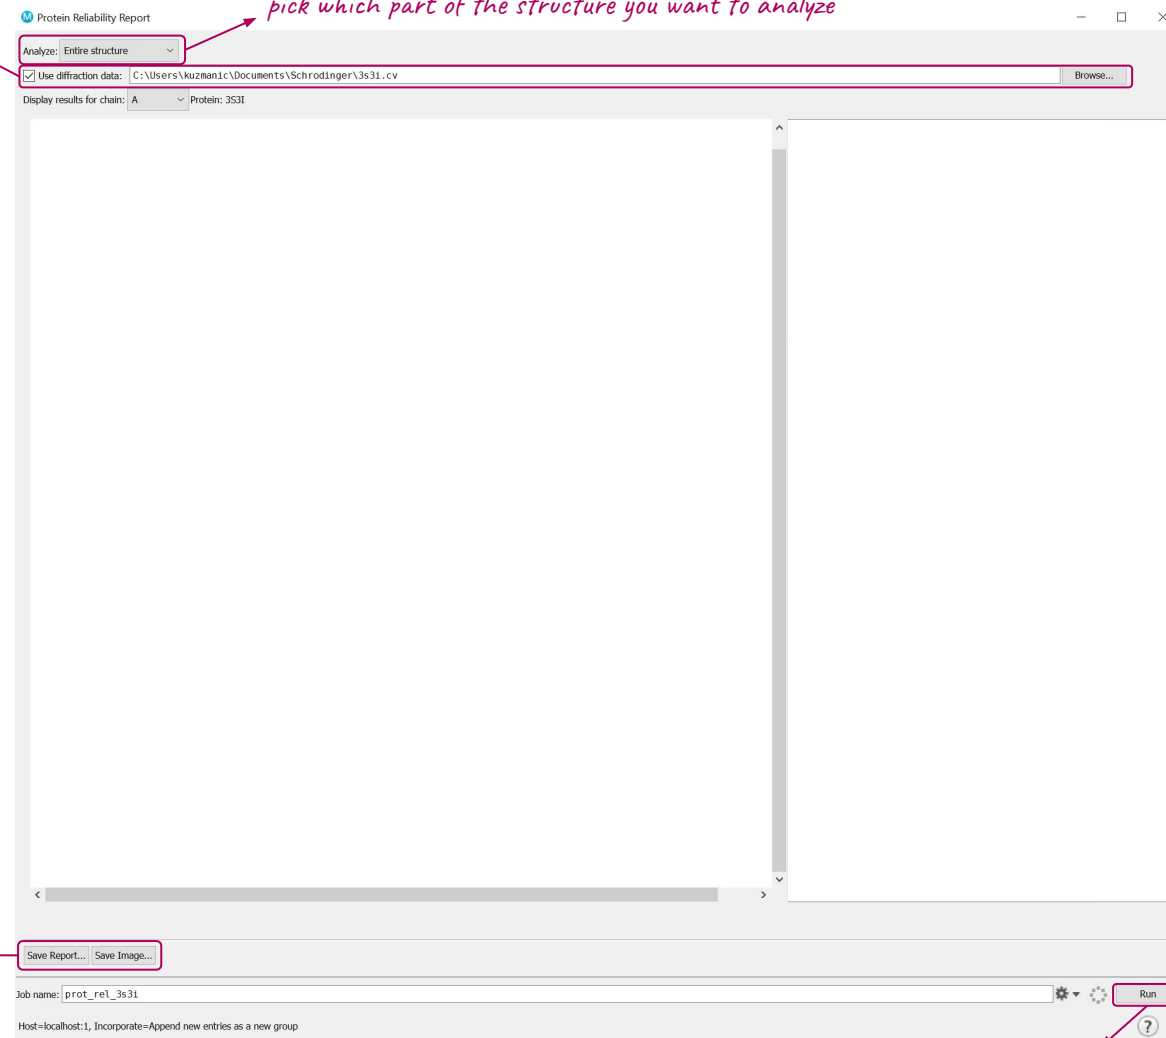 pick which part of the structure you want to analyze
M Protein Reliability Report
Analyze: Entire structure
Use diffraction data: C:\Users\kuzmanic\Documents\Schrodinger\3s3i.cv Browse...
Display results for chain: A Protein: 3S3I
Save Report... Save Image...
Job name: prot_rel_3s3i Run
Host=localhost:1, Incorporate=Append new entries as a new group
?